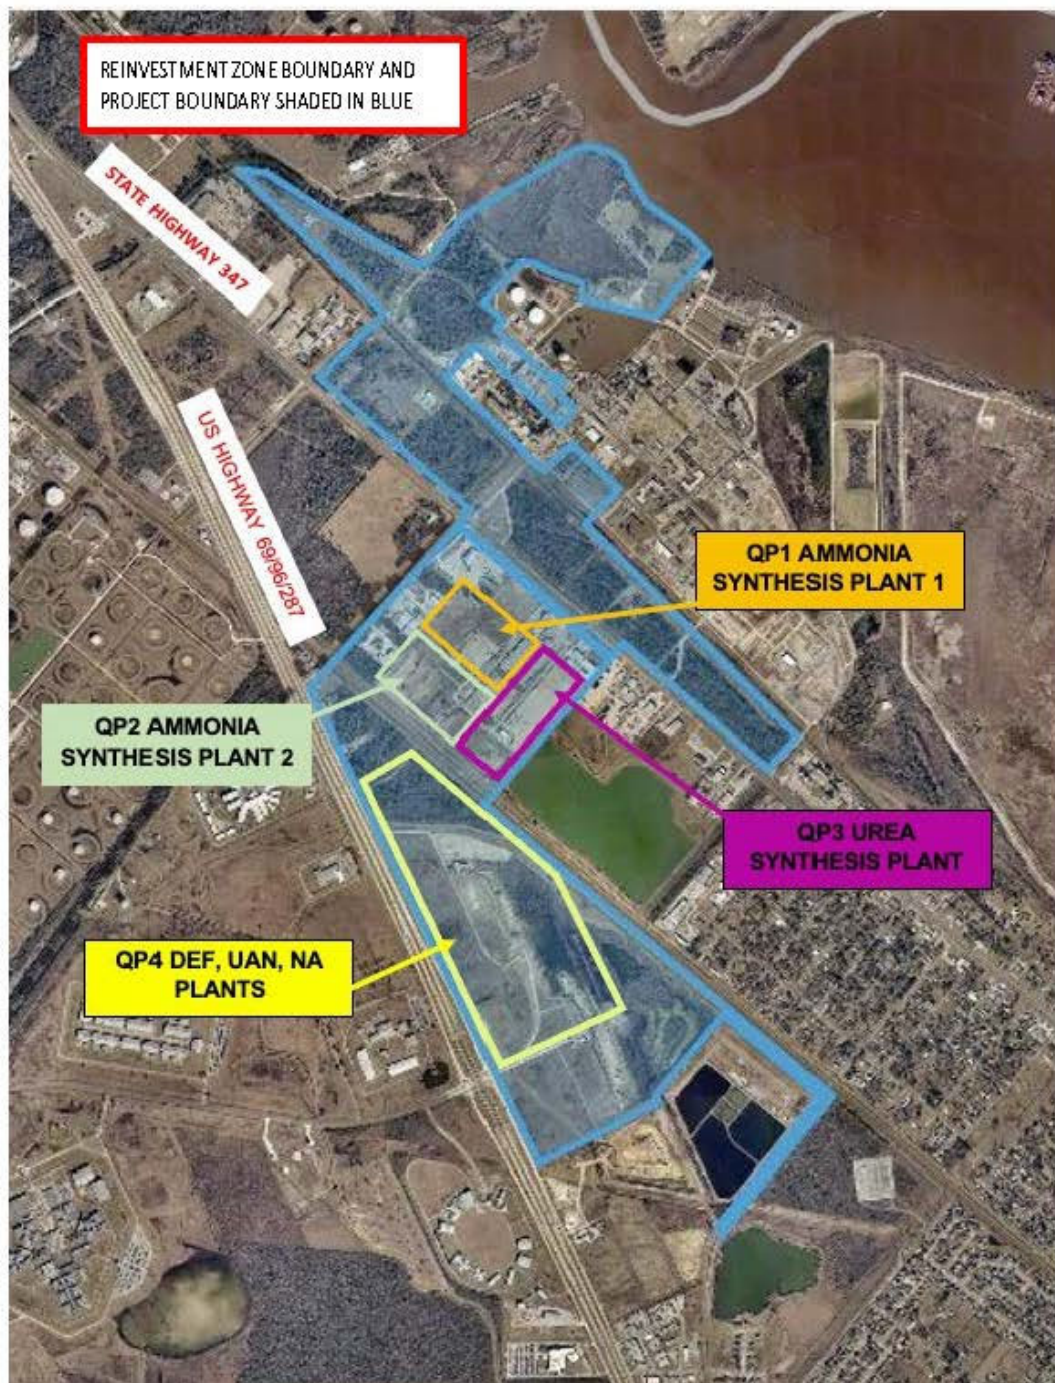 REINVESTMENT ZONE BOUNDARY AND
PROJECT BOUNDARY SHADED IN BLUE
STATE HIGHWAY 347
US HIGHWAY 69/96/287
QP1 AMMONIA
SYNTHESIS PLANT 1
QP2 AMMONIA
SYNTHESIS PLANT 2
QP3 UREA
SYNTHESIS PLANT
QP4 DEF, UAN, NA
PLANTS